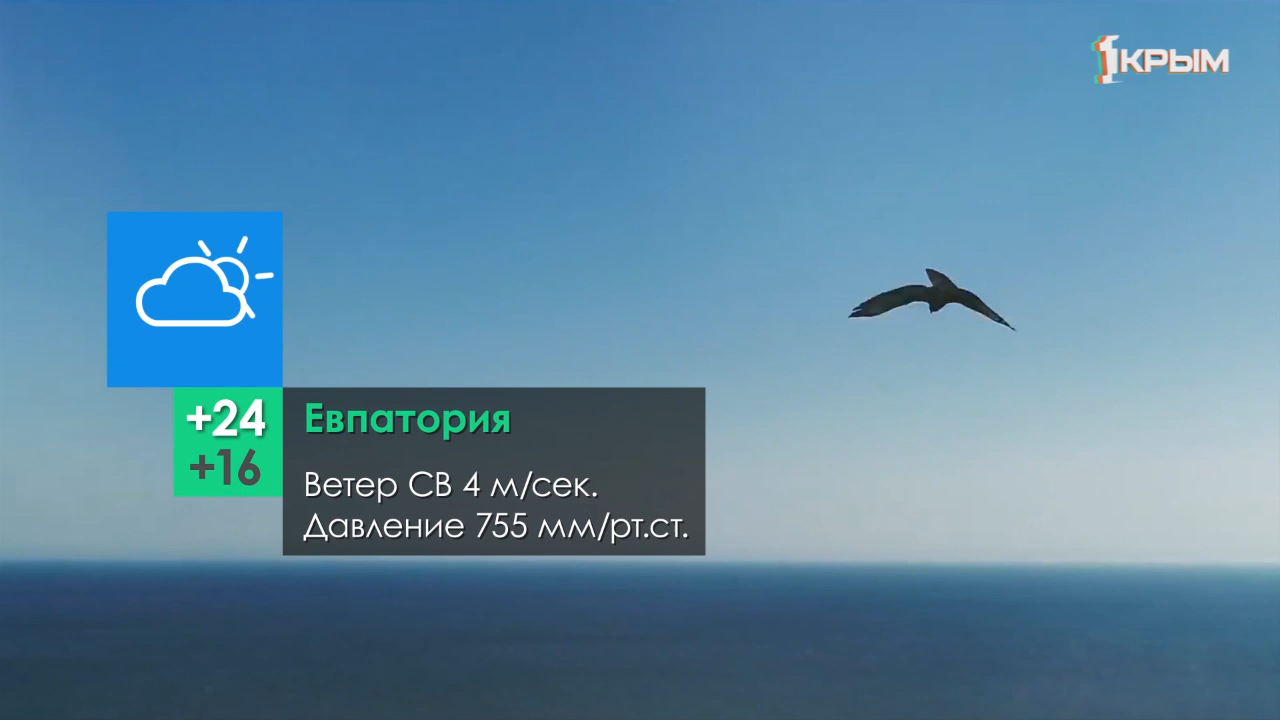 1КРЫМ
+24
+16
Евпатория
Ветер СВ 4 м/сек.
Давление 755 мм/рт.ст.